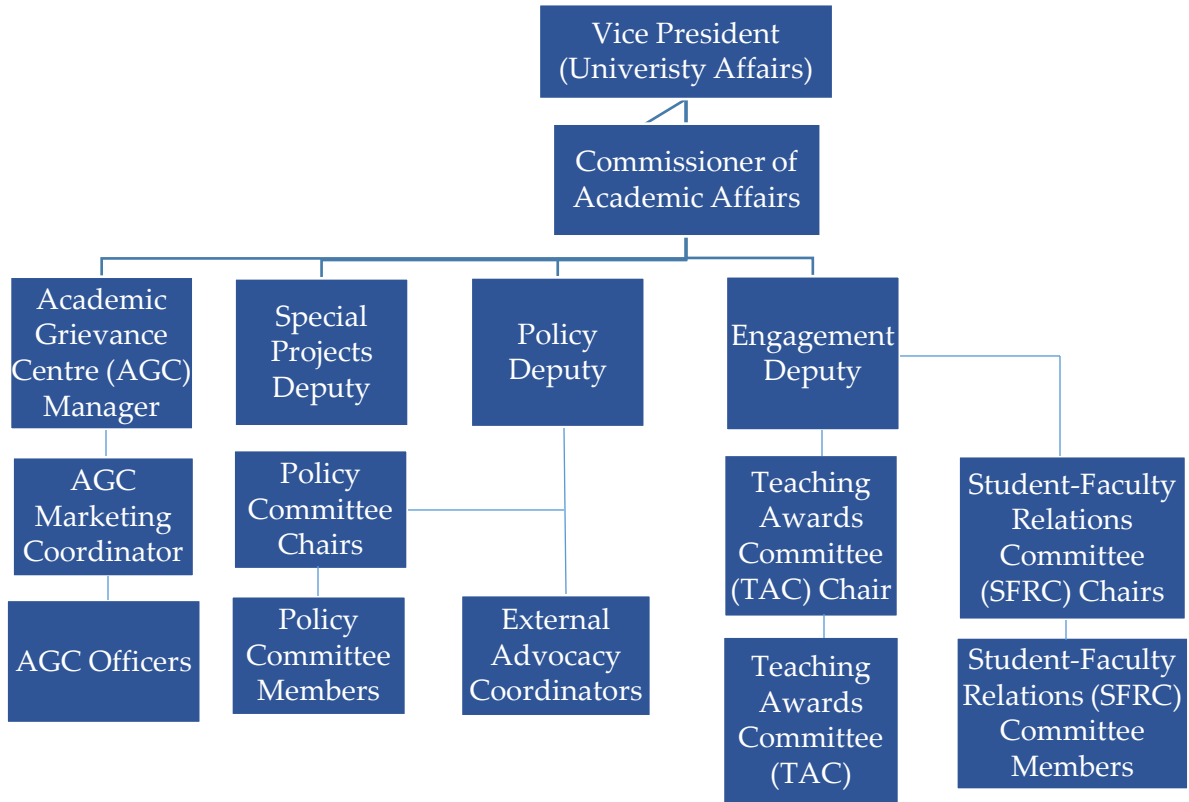 Vice President
(Univeristy Affairs)
Commissioner of
Academic Affairs
Academic
Grievance
Centre (AGC)
Manager
Special
Projects
Deputy
Policy
Deputy
Engagement
Deputy
AGC
Marketing
Coordinator
Policy
Committee
Chairs
Teaching
Awards
Committee
(TAC) Chair
Student-Faculty
Relations
Committee
(SFRC) Chairs
AGC Officers
Policy
Committee
Members
External
Advocacy
Coordinators
Teaching
Awards
Committee
(TAC)
Student-Faculty
Relations (SFRC)
Committee
Members